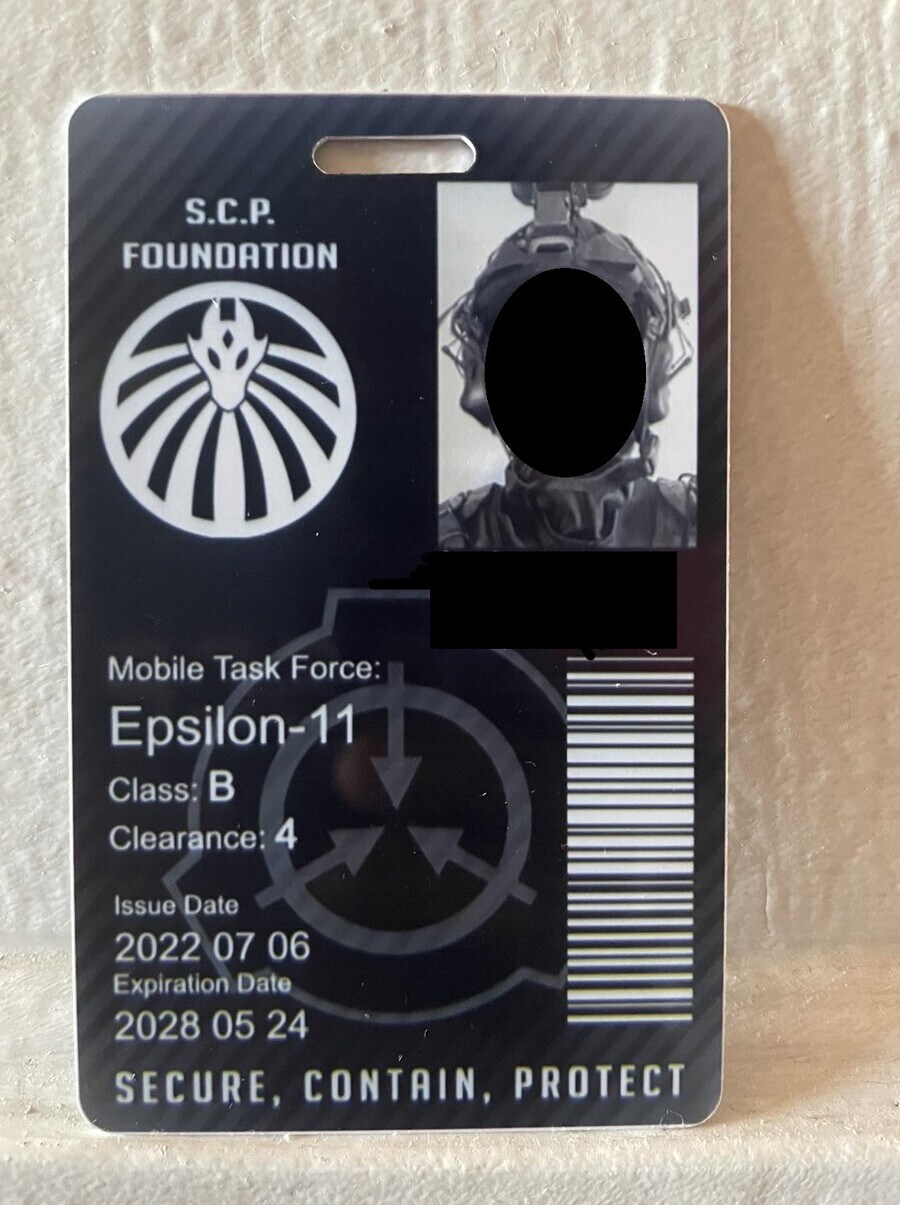 S.C.P.
FOUNDATION
Mobile Task Force:
Epsilon-11
Class: B
Clearance: 4
Issue Date
2022 07 06
Expiration Date
2028 05 24
SECURE, CONTAIN, PROTECT